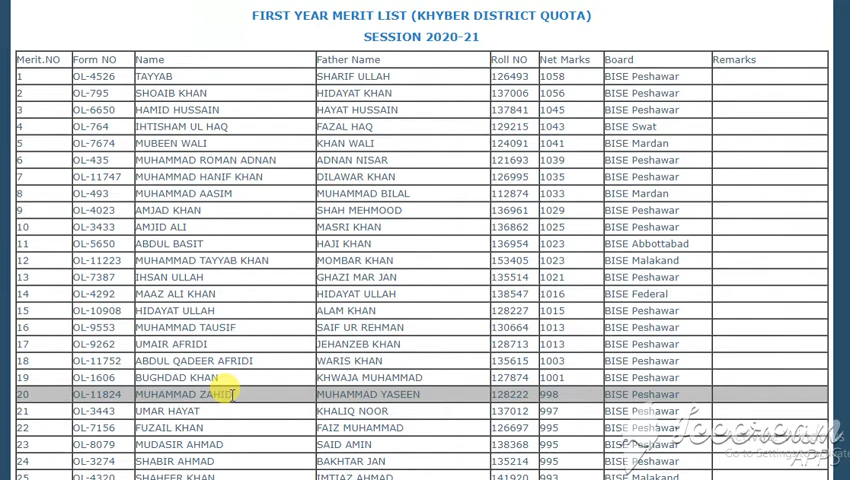 FIRST YEAR MERIT LIST (KHYBER DISTRICT QUOTA)
SESSION 2020-21
Merit.NO Form NO Name Father Name Roll NO Net Marks Board Remarks
1 OL-4526 TAYYAB SHARIF ULLAH 126493 1058 BISE Peshawar
2 OL-795 SHOAIB KHAN HIDAYAT KHAN 137006 1056 BISE Peshawar
3 OL-6650 HAMID HUSSAIN HAYAT HUSSAIN 137841 1045 BISE Peshawar
4 OL-764 IHTISHAM UL HAQ FAZAL HAQ 129215 1043 BISE Swat
5 OL-7674 MUBEEN WALI KHAN WALI 124091 1041 BISE Mardan
6 OL-435 MUHAMMAD ROMAN ADNAN ADNAN NISAR 121693 1039 BISE Peshawar
7 OL-11747 MUHAMMAD HANIF KHAN DILAWAR KHAN 126995 1035 BISE Peshawar
8 OL-493 MUHAMMAD AASIM MUHAMMAD BILAL 112874 1033 BISE Mardan
9 OL-4023 AMJAD KHAN SHAH MEHMOOD 136961 1029 BISE Peshawar
10 OL-3433 AMJID ALI MASRI KHAN 136862 1025 BISE Peshawar
11 OL-5650 ABDUL BASIT HAJI KHAN 136954 1023 BISE Abbottabad
12 OL-11223 MUHAMMAD TAYYAB KHAN MOMBAR KHAN 153405 1023 BISE Malakand
13 OL-7387 IHSAN ULLAH GHAZI MAR JAN 135514 1021 BISE Peshawar
14 OL-4292 MAAZ ALI KHAN HIDAYAT ULLAH 138547 1016 BISE Federal
15 OL-10908 HIDAYAT ULLAH ALAM KHAN 128227 1015 BISE Peshawar
16 OL-9553 MUHAMMAD TAUSIF SAIF UR REHMAN 130664 1013 BISE Peshawar
17 OL-9262 UMAIR AFRIDI JEHANZEB KHAN 128713 1013 BISE Peshawar
18 OL-11752 ABDUL QADEER AFRIDI WARIS KHAN 135615 1003 BISE Peshawar
19 OL-1606 BUGHDAD KHAN KHWAJA MUHAMMAD 127874 1001 BISE Peshawar
20 OL-11824 MUHAMMAD ZAHID MUHAMMAD YASEEN 128222 998 BISE Peshawar
21 OL-3443 UMAR HAYAT KHALIQ NOOR 137012 997 BISE Peshawar
22 OL-7156 FUZAIL KHAN FAIZ MUHAMMAD 126697 995 BISE Peshawar
23 OL-8079 MUDASIR AHMAD SAID AMIN 138368 995 BISE Peshawar
24 OL-3274 SHABIR AHMAD BAKHTAR JAN 135214 995 BISE Peshawar
25 OL-4320 SHAHEER KHAN IMTIAZ AHMAD 141920 993 BISE Malakand
Icecream
APPS
Go to Settings to